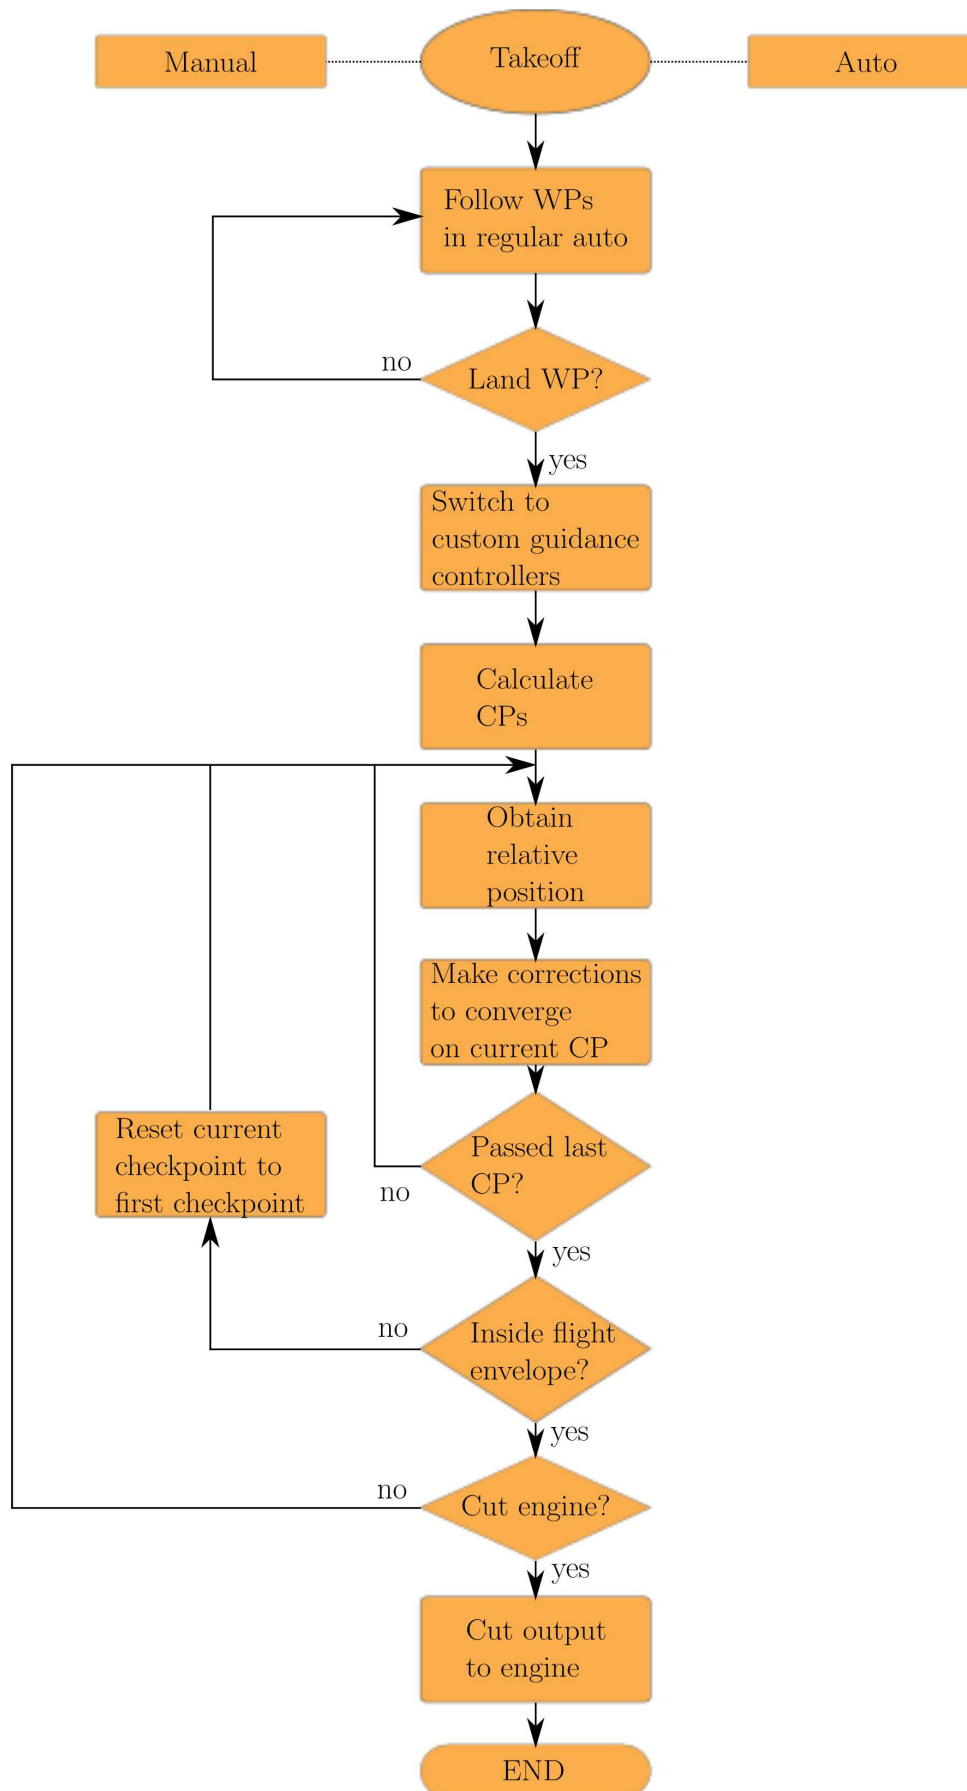 Manual
Takeoff
Auto
Follow WPs
in regular auto
no
Land WP?
yes
Switch to
custom guidance
controllers
Calculate
CPs
Obtain
relative
position
Make corrections
to converge
on current CP
Reset current
checkpoint to
first checkpoint
Passed last
CP?
no
yes
no
Inside flight
envelope?
yes
no
Cut engine?
yes
Cut output
to engine
END